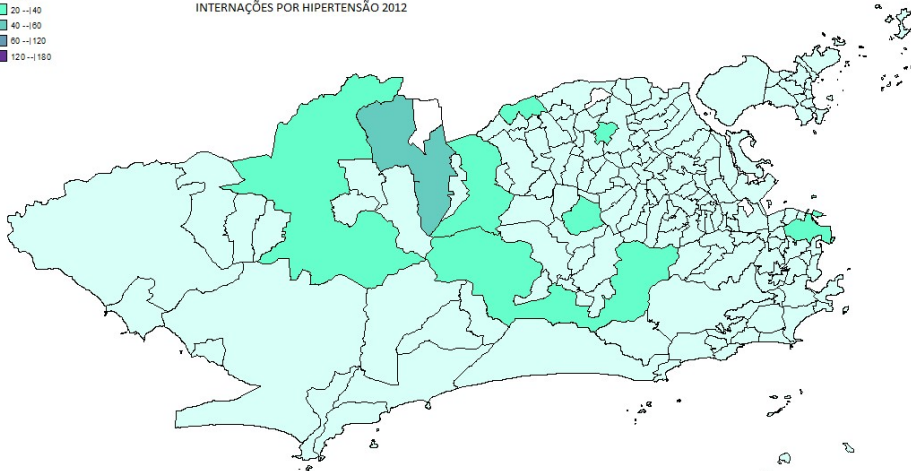 INTERNAÇÕES POR HIPERTENSÃO 2012
20 --| 40
40 --| 60
60 --| 120
120 --| 180